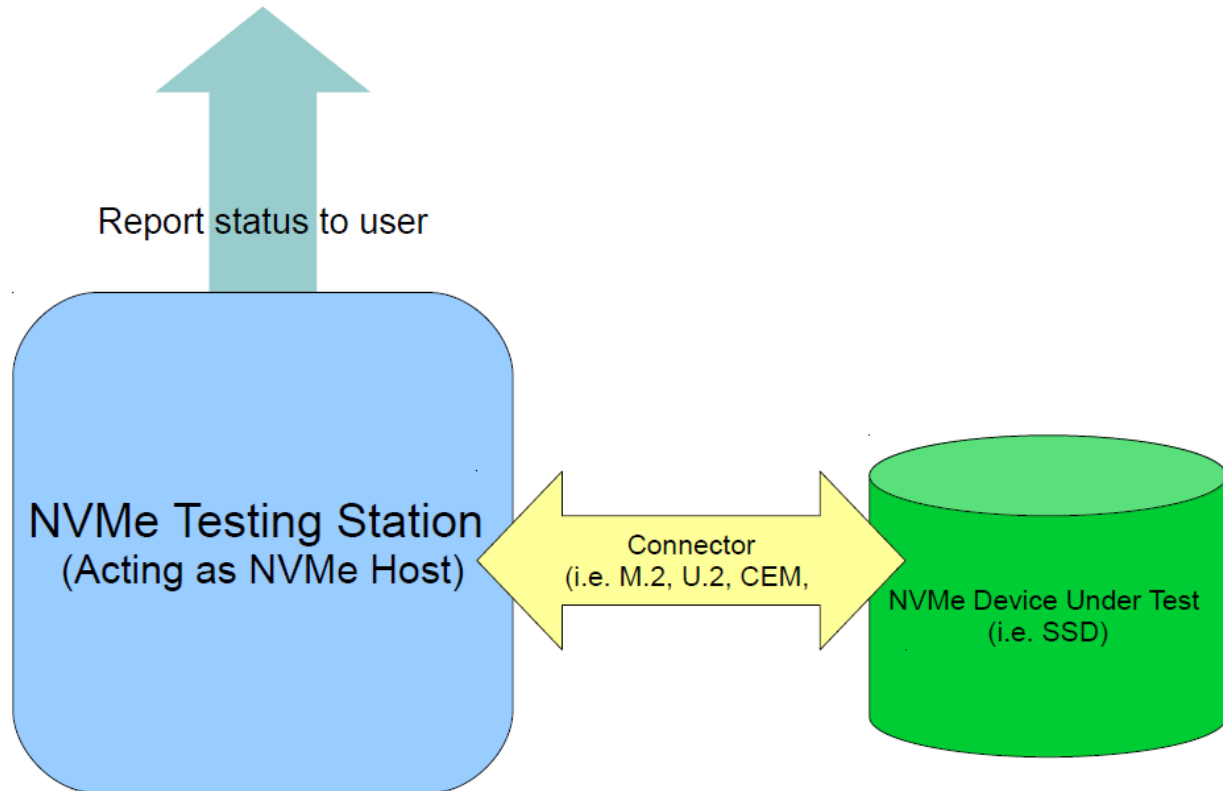 Report status to user
NVMe Testing Station
(Acting as NVMe Host)
Connector
(i.e. M.2, U.2, CEM,
NVMe Device Under Test
(i.e. SSD)